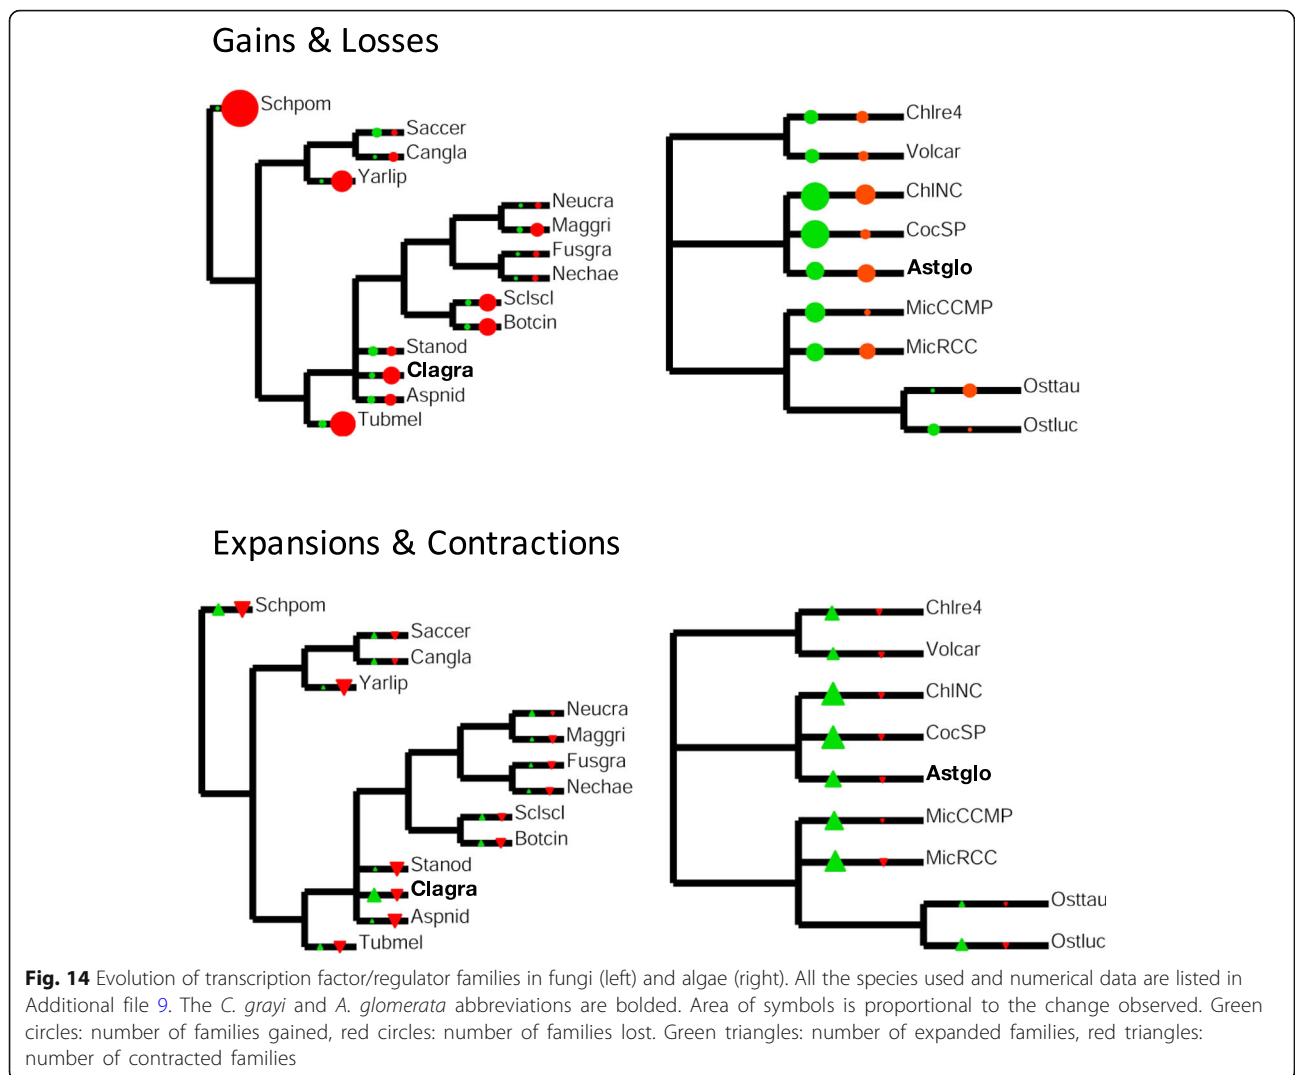 Gains & Losses
Schpom
Saccer
Cangla
Yarlip
Neucra
Maggri
Fusgra
Nechae
Sclscl
Botcin
Stanod
Clagra
Aspnid
Tubmel
Chlre4
Volcar
ChlNC
CocSP
Astglo
MicCCMP
MicRCC
Osttau
Ostluc
Expansions & Contractions
Schpom
Saccer
Cangla
Yarlip
Neucra
Maggri
Fusgra
Nechae
Sclscl
Botcin
Stanod
Clagra
Aspnid
Tubmel
Chlre4
Volcar
ChlNC
CocSP
Astglo
MicCCMP
MicRCC
Osttau
Ostluc
Fig. 14 Evolution of transcription factor/regulator families in fungi (left) and algae (right). All the species used and numerical data are listed in
Additional file 9. The C. grayi and A. glomerata abbreviations are bolded. Area of symbols is proportional to the change observed. Green
circles: number of families gained, red circles: number of families lost. Green triangles: number of expanded families, red triangles:
number of contracted families